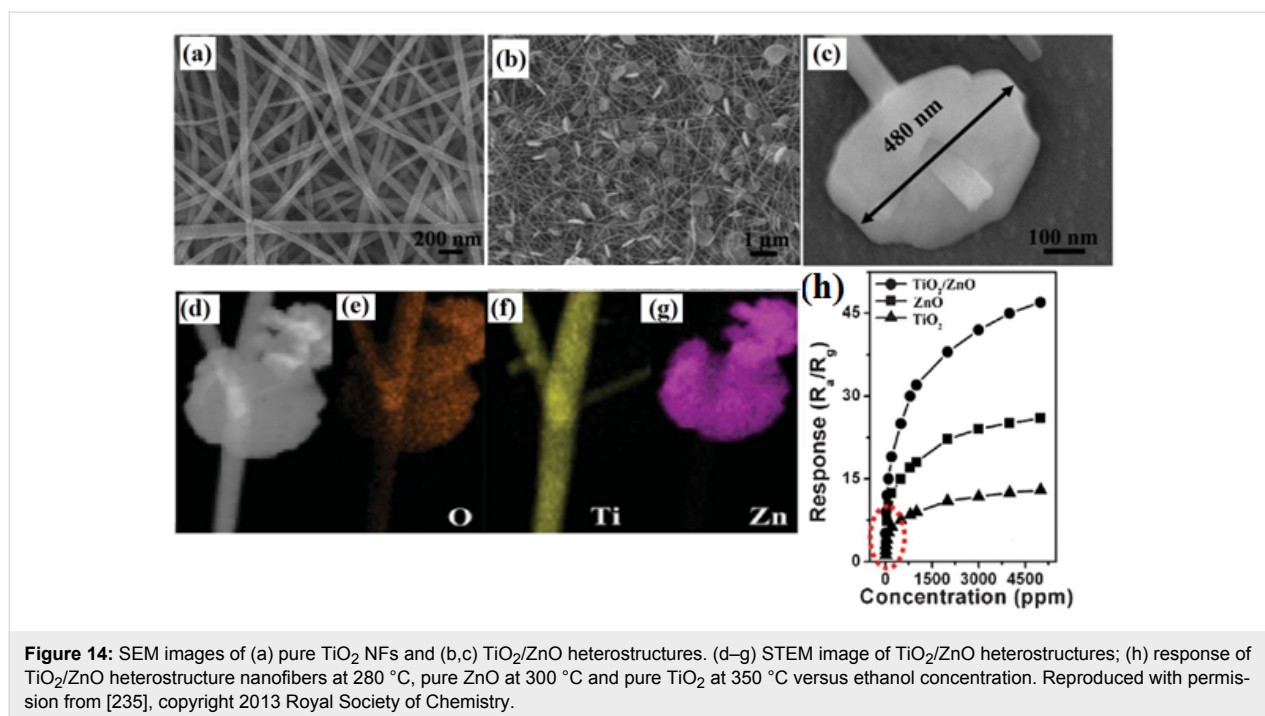 (a)
200 nm
(b)
1 µm
(c)
480 nm
100 nm
(d)
(e)
O
(f)
Ti
(g)
Zn
(h)
TiO₂/ZnO
ZnO
TiO₂
Response (Rₐ/R_g)
45
30
15
0
0 1500 3000 4500
Concentration (ppm)
Figure 14: SEM images of (a) pure TiO₂ NFs and (b,c) TiO₂/ZnO heterostructures. (d–g) STEM image of TiO₂/ZnO heterostructures; (h) response of
TiO₂/ZnO heterostructure nanofibers at 280 °C, pure ZnO at 300 °C and pure TiO₂ at 350 °C versus ethanol concentration. Reproduced with permis-
sion from [235], copyright 2013 Royal Society of Chemistry.